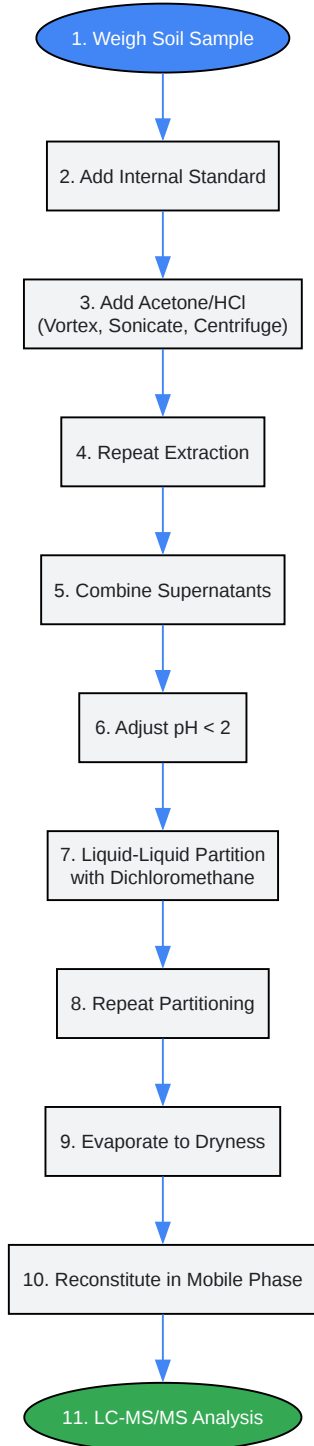 1. Weigh Soil Sample
2. Add Internal Standard
3. Add Acetone/HCl
(Vortex, Sonicate, Centrifuge)
4. Repeat Extraction
5. Combine Supernatants
6. Adjust pH < 2
7. Liquid-Liquid Partition
with Dichloromethane
8. Repeat Partitioning
9. Evaporate to Dryness
10. Reconstitute in Mobile Phase
11. LC-MS/MS Analysis